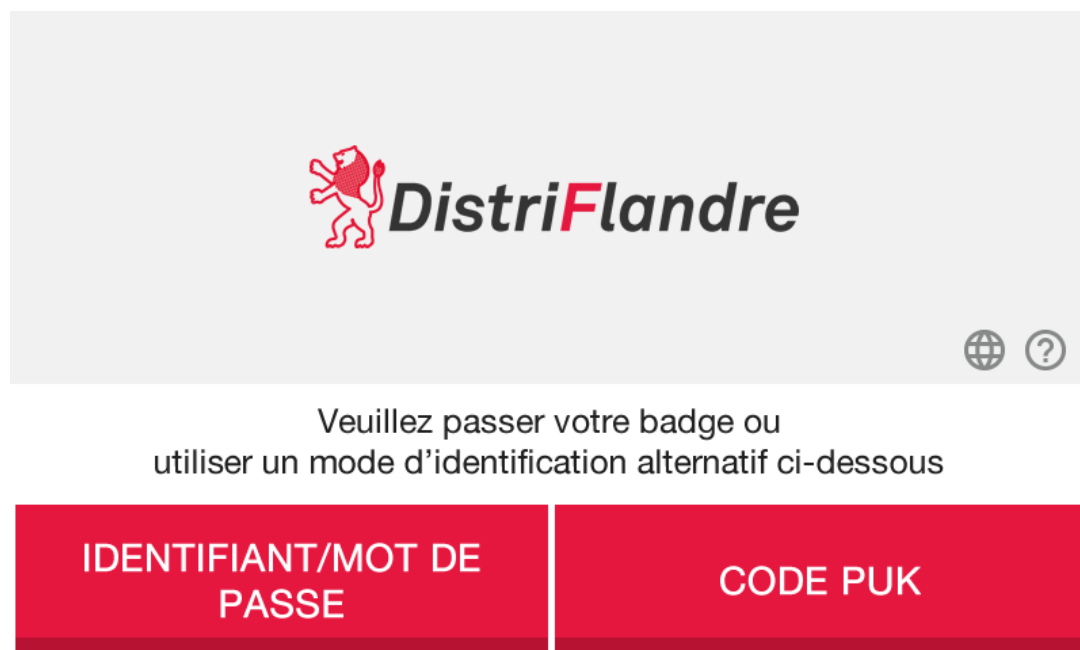 DistriFlandre
Veuillez passer votre badge ou
utiliser un mode d’identification alternatif ci-dessous
IDENTIFIANT/MOT DE
PASSE
CODE PUK